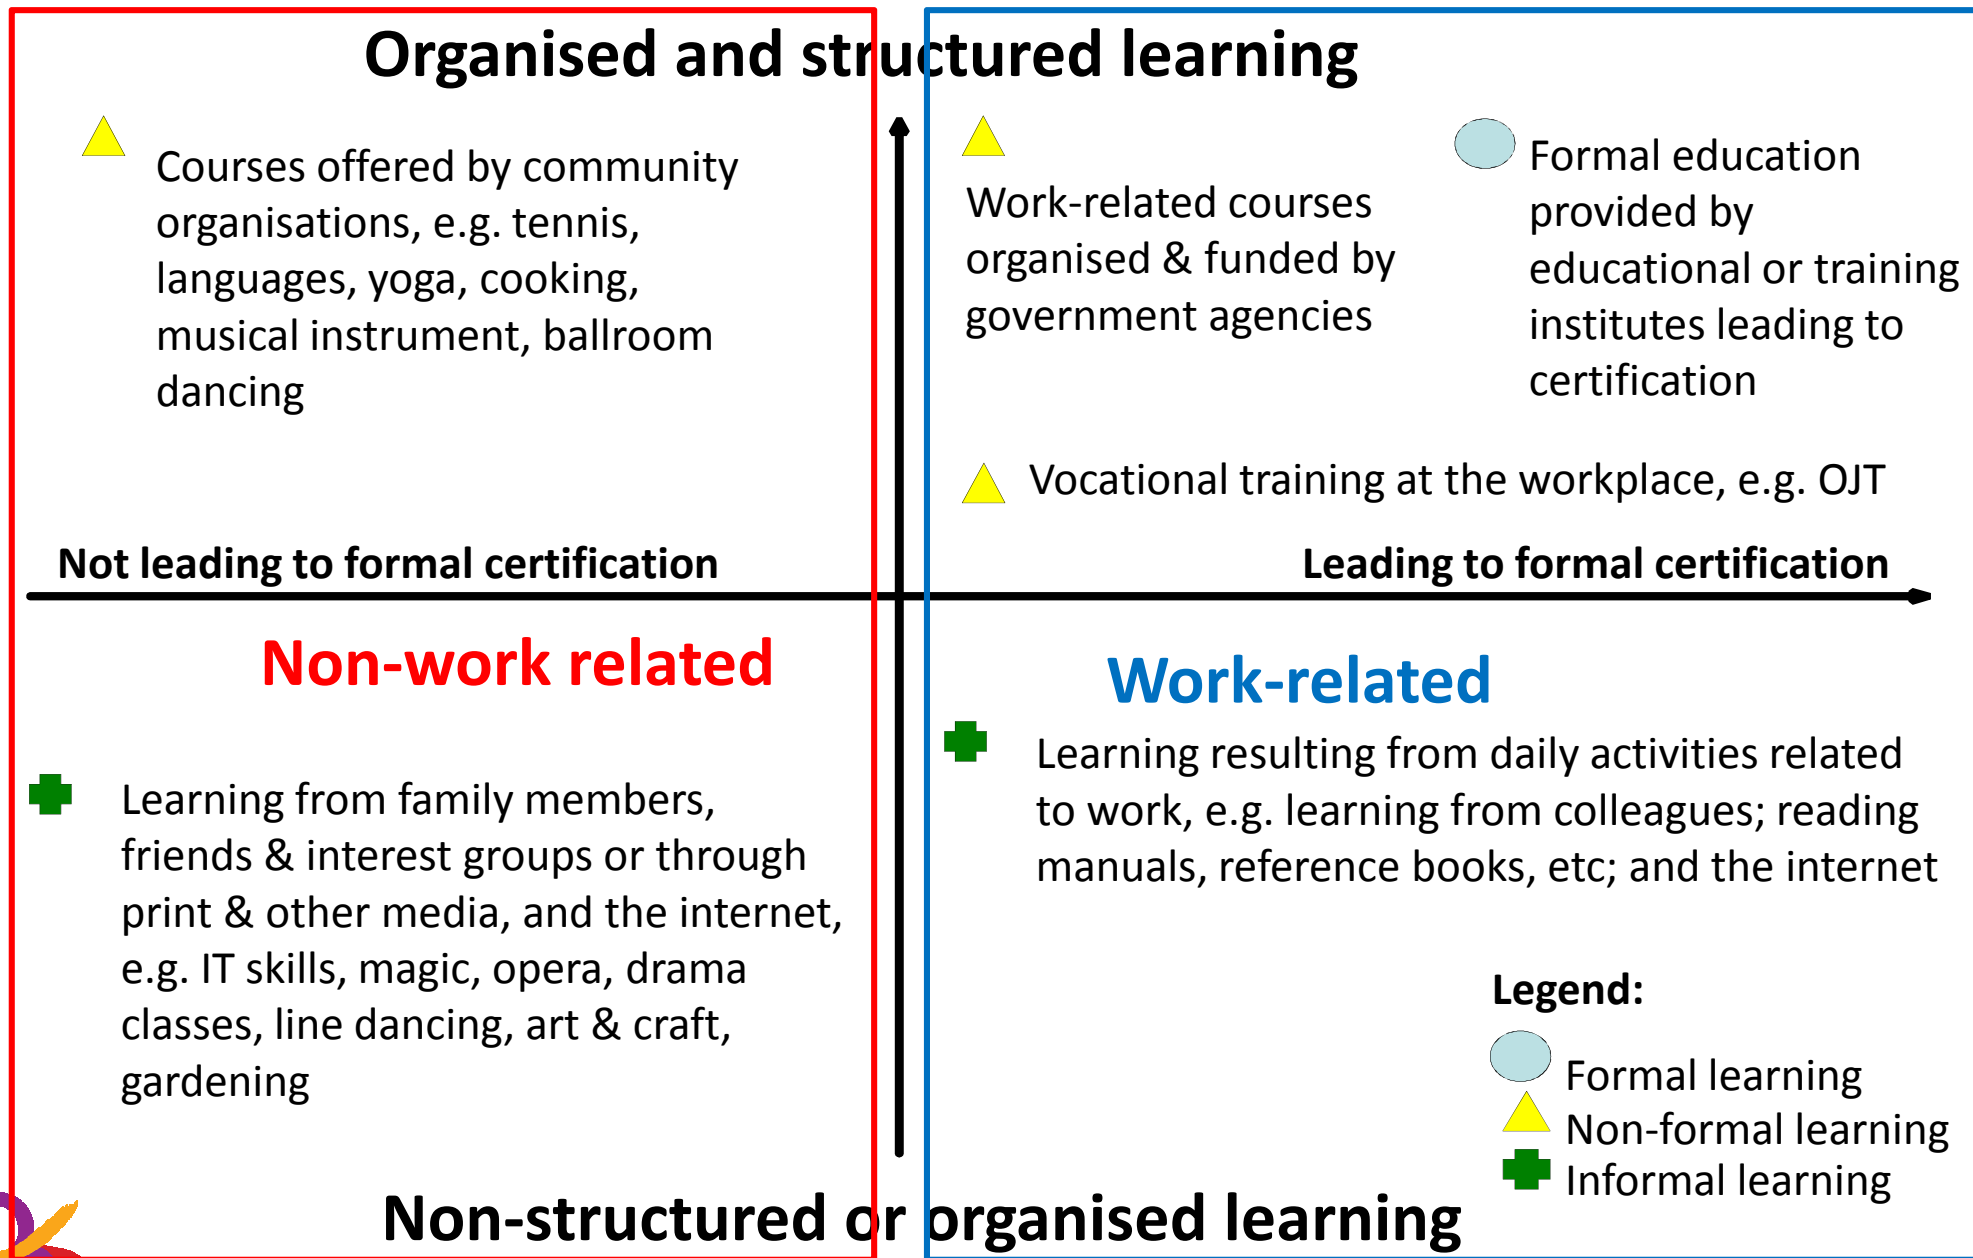 Organised and structured learning
Courses offered by community
organisations, e.g. tennis,
languages, yoga, cooking,
musical instrument, ballroom
dancing
Work-related courses
organised & funded by
government agencies
Formal education
provided by
educational or training
institutes leading to
certification
Vocational training at the workplace, e.g. OJT
Not leading to formal certification
Leading to formal certification
Non-work related
Work-related
Learning from family members,
friends & interest groups or through
print & other media, and the internet,
e.g. IT skills, magic, opera, drama
classes, line dancing, art & craft,
gardening
Learning resulting from daily activities related
to work, e.g. learning from colleagues; reading
manuals, reference books, etc; and the internet
Legend:
Formal learning
Non-formal learning
Informal learning
Non-structured or organised learning